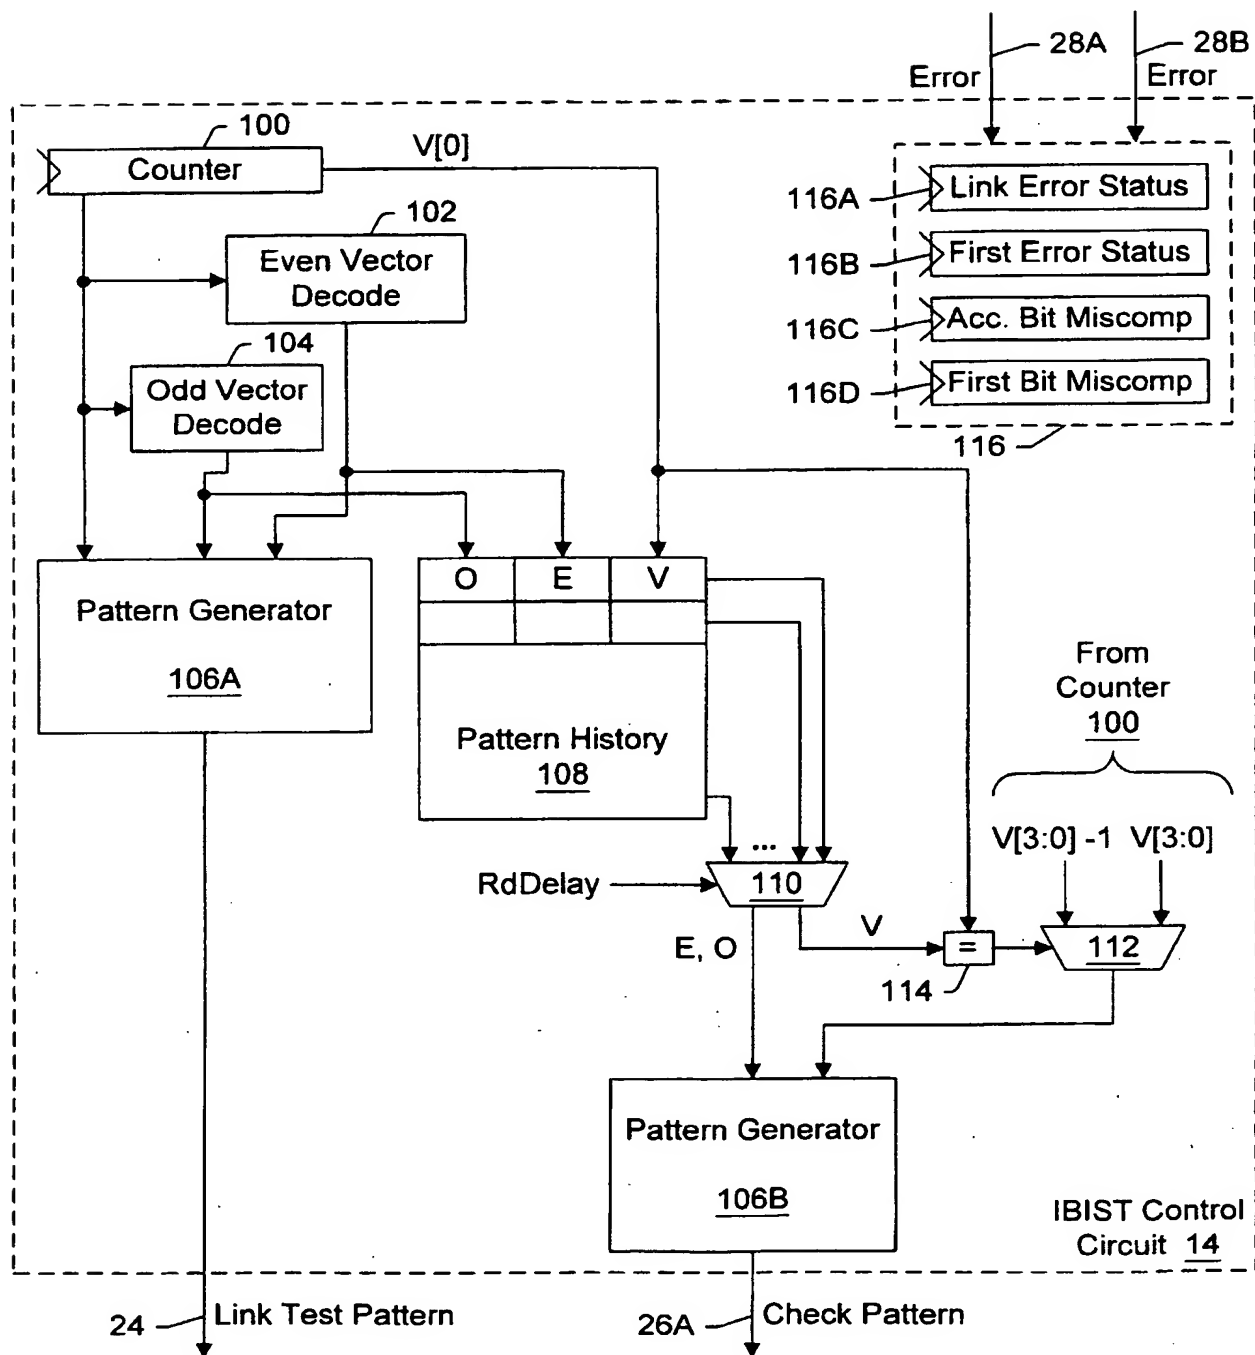 28A
28B
Error
Error
100
Counter
V[0]
102
Even Vector
Decode
104
Odd Vector
Decode
116A
Link Error Status
116B
First Error Status
116C
Acc. Bit Miscomp
116D
First Bit Miscomp
116
O E V
Pattern Generator
106A
Pattern History
108
From
Counter
100
V[3:0] -1 V[3:0]
...
RdDelay
110
E, O
V
=
114
112
Pattern Generator
106B
IBIST Control
Circuit 14
24
Link Test Pattern
26A
Check Pattern